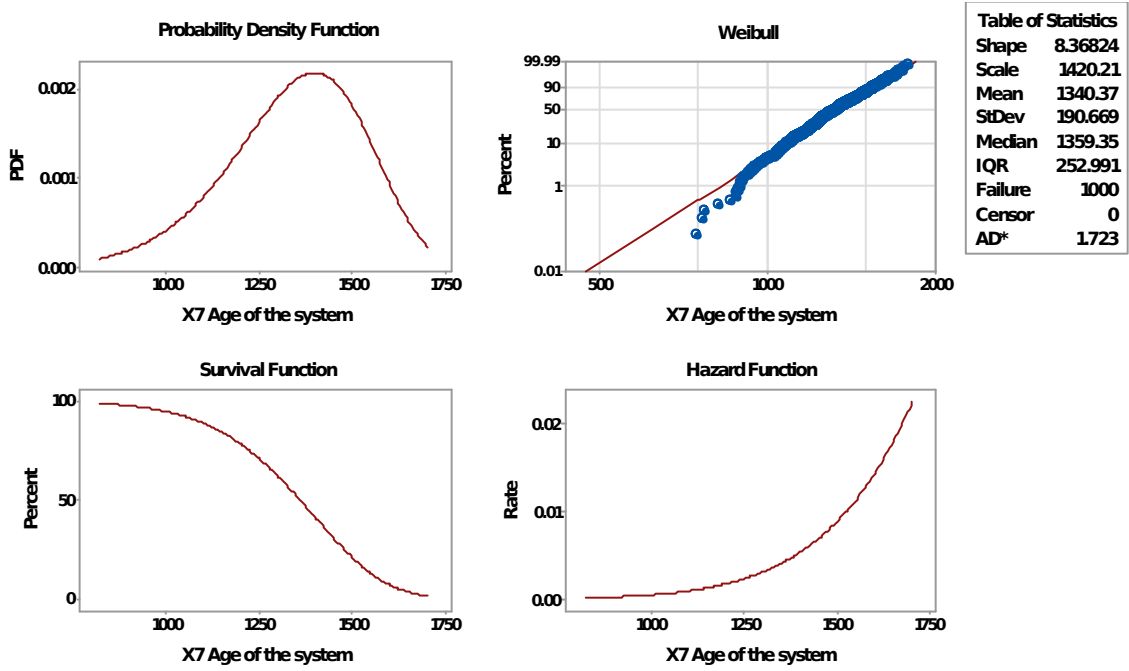 Probability Density Function
0.002
0.001
0.000
PDF
1000 1250 1500 1750
X7 Age of the system
Weibull
99.99
90
50
10
1
0.01
Percent
500 1000 2000
X7 Age of the system
Table of Statistics
Shape 8.36824
Scale 1420.21
Mean 1340.37
StDev 190.669
Median 1359.35
IQR 252.991
Failure 1000
Censor 0
AD* 1.723
Survival Function
100
50
0
Percent
1000 1250 1500 1750
X7 Age of the system
Hazard Function
0.02
0.01
0.00
Rate
1000 1250 1500 1750
X7 Age of the system